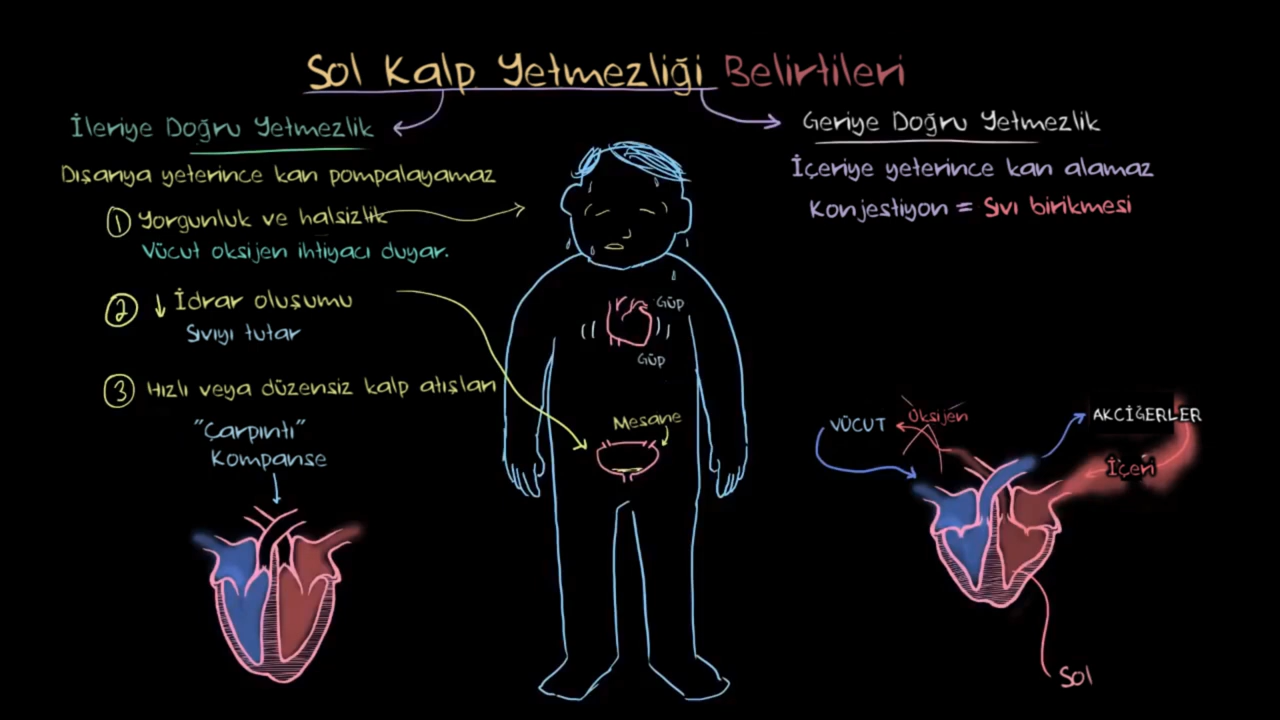 Sol Kalp Yetmezliği Belirtileri
İleriye Doğru Yetmezlik
Dışarıya yeterince kan pompalayamaz
1 Yorgunluk ve halsizlik
Vücut oksijen ihtiyacı duyar.
2 ↓ İdrar oluşumu
Sıvıyı tutar
3 Hızlı veya düzensiz kalp atışları
"Çarpıntı"
Kompanse
Güp
Güp
Mesane
Geriye Doğru Yetmezlik
İçeriye yeterince kan alamaz
Konjestiyon = Sıvı birikmesi
VÜCUT
Oksijen
AKCİĞERLER
İçeri
Sol